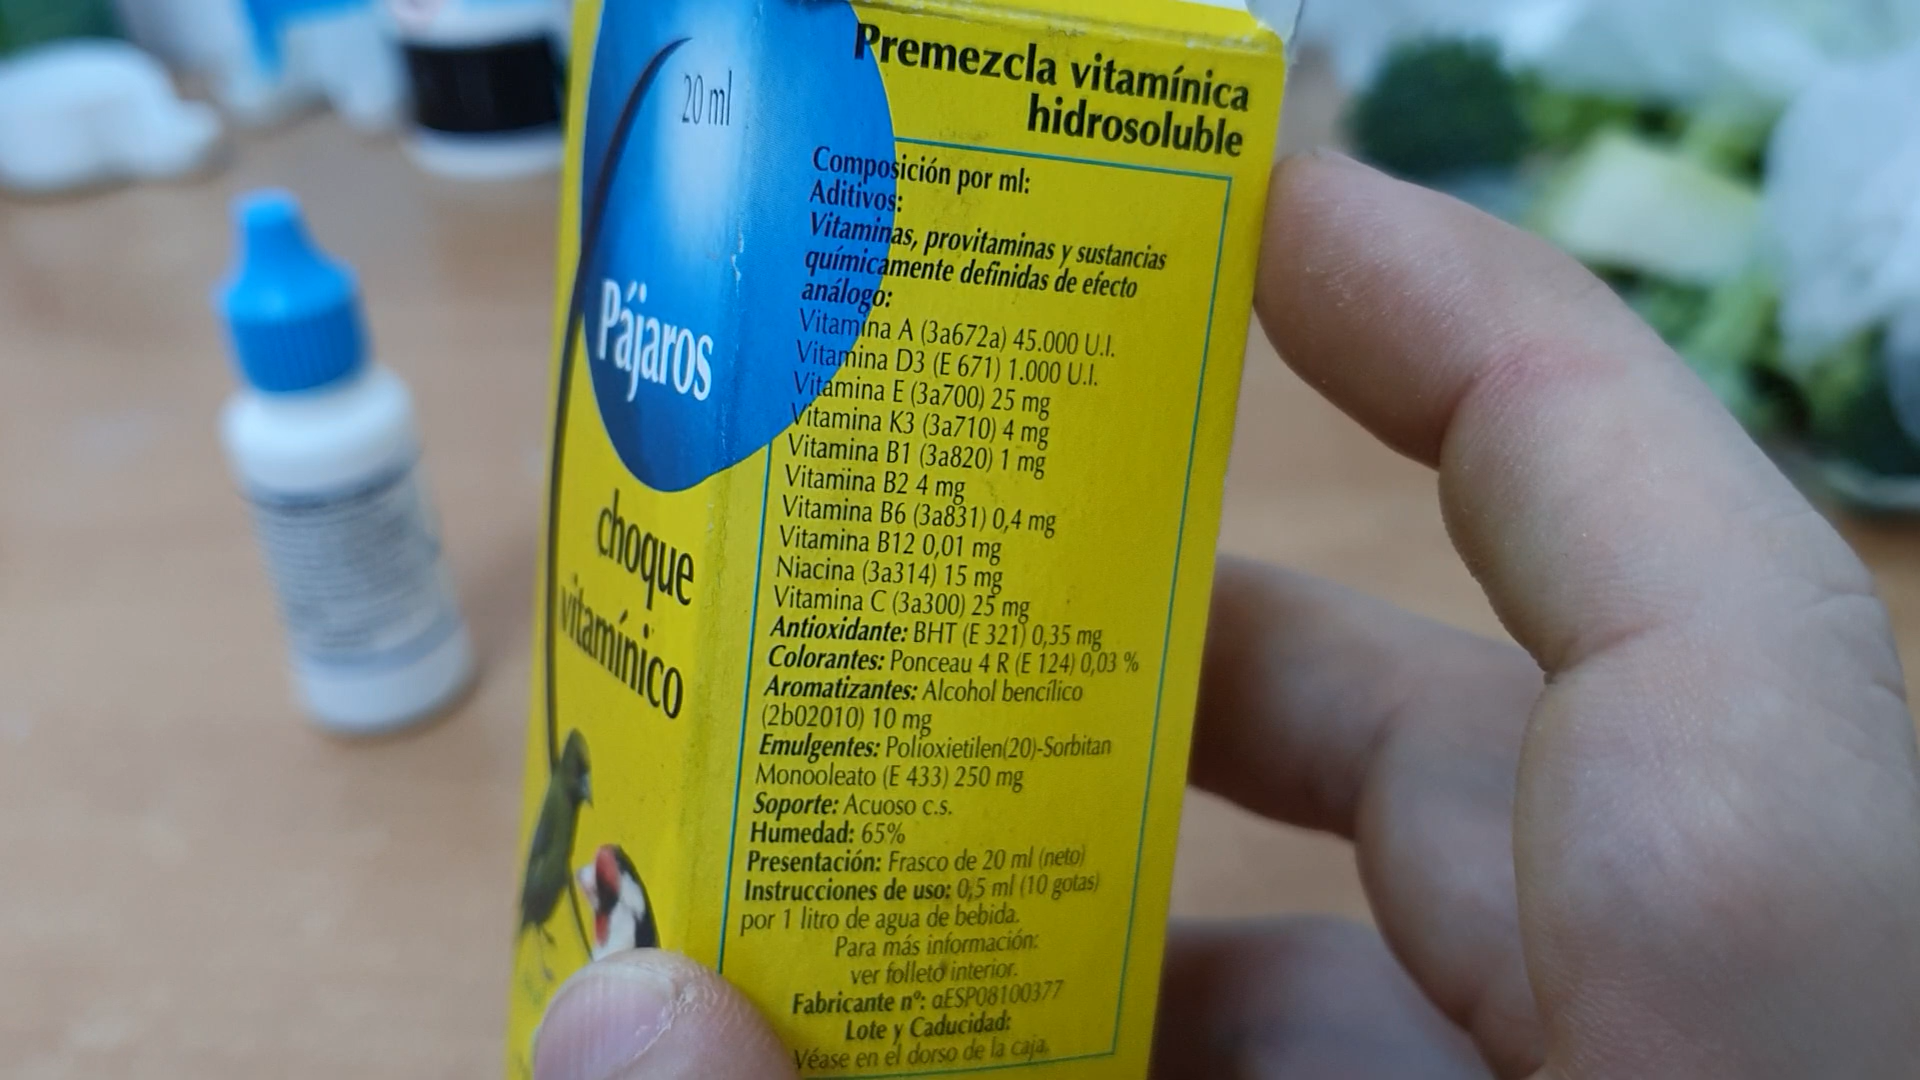 20 ml
Pájaros
choque
vitamínico
Premezcla vitamínica
hidrosoluble
Composición por ml:
Aditivos:
Vitaminas, provitaminas y sustancias
químicamente definidas de efecto
análogo:
Vitamina A (3a672a) 45.000 U.I.
Vitamina D3 (E 671) 1.000 U.I.
Vitamina E (3a700) 25 mg
Vitamina K3 (3a710) 4 mg
Vitamina B1 (3a820) 1 mg
Vitamina B2 4 mg
Vitamina B6 (3a831) 0,4 mg
Vitamina B12 0,01 mg
Niacina (3a314) 15 mg
Vitamina C (3a300) 25 mg
Antioxidante: BHT (E 321) 0,35 mg
Colorantes: Ponceau 4 R (E 124) 0,03 %
Aromatizantes: Alcohol bencílico
(2b02010) 10 mg
Emulgentes: Polioxietilen(20)-Sorbitan
Monooleato (E 433) 250 mg
Soporte: Acuoso c.s.
Humedad: 65%
Presentación: Frasco de 20 ml (neto)
Instrucciones de uso: 0,5 ml (10 gotas)
por 1 litro de agua de bebida.
Para más información:
ver folleto interior.
Fabricante nº: αESP08100377
Lote y Caducidad:
Véase en el dorso de la caja.